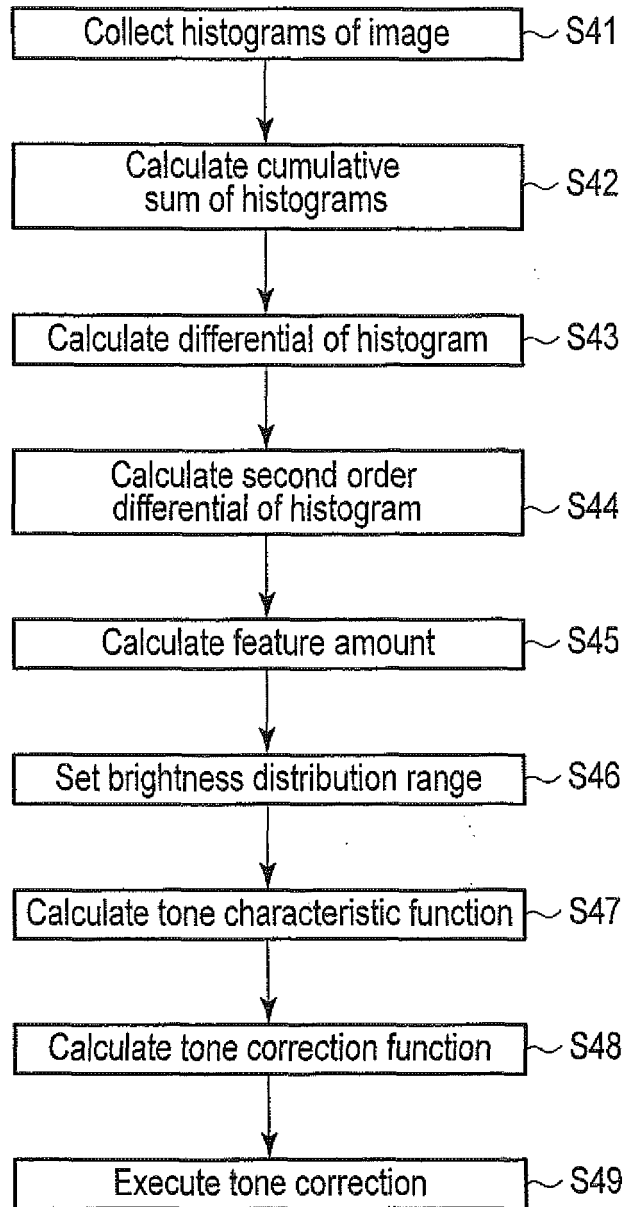 Collect histograms of image S41
Calculate cumulative
sum of histograms S42
Calculate differential of histogram S43
Calculate second order
differential of histogram S44
Calculate feature amount S45
Set brightness distribution range S46
Calculate tone characteristic function S47
Calculate tone correction function S48
Execute tone correction S49